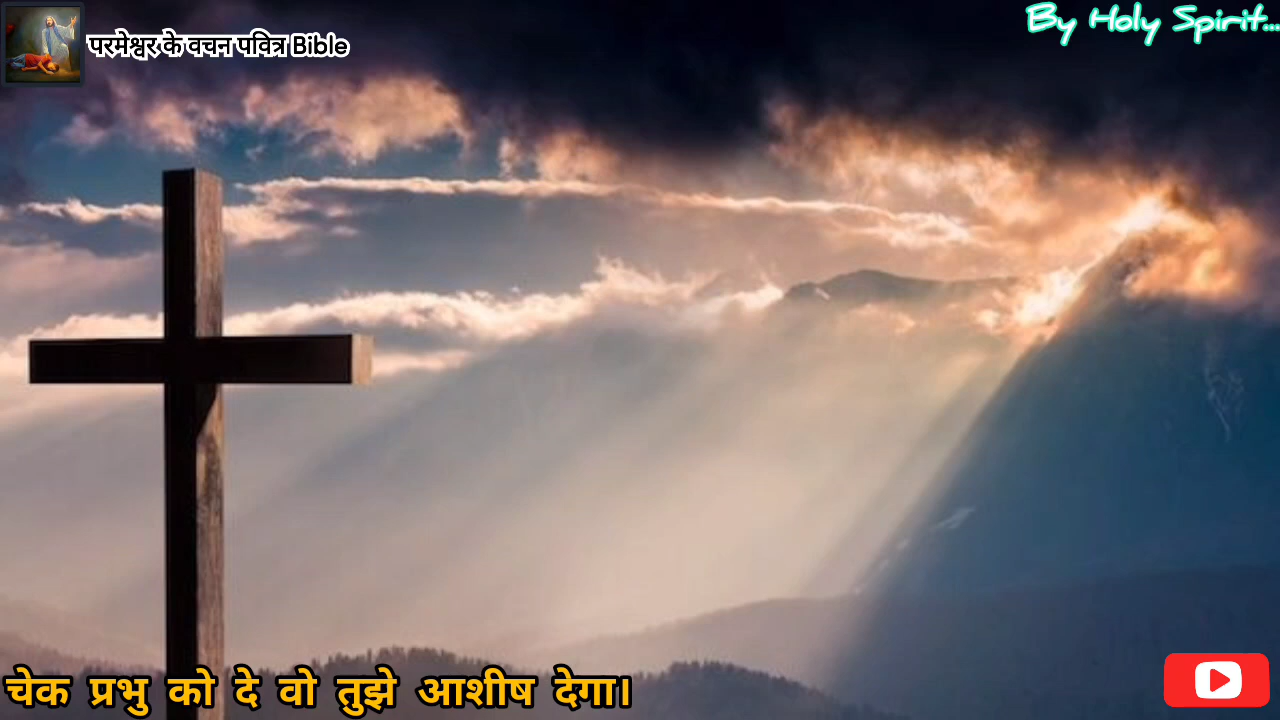 परमेश्वर के वचन पवित्र Bible
By Holy Spirit...
चेक प्रभु को दे वो तुझे आशीष देगा।